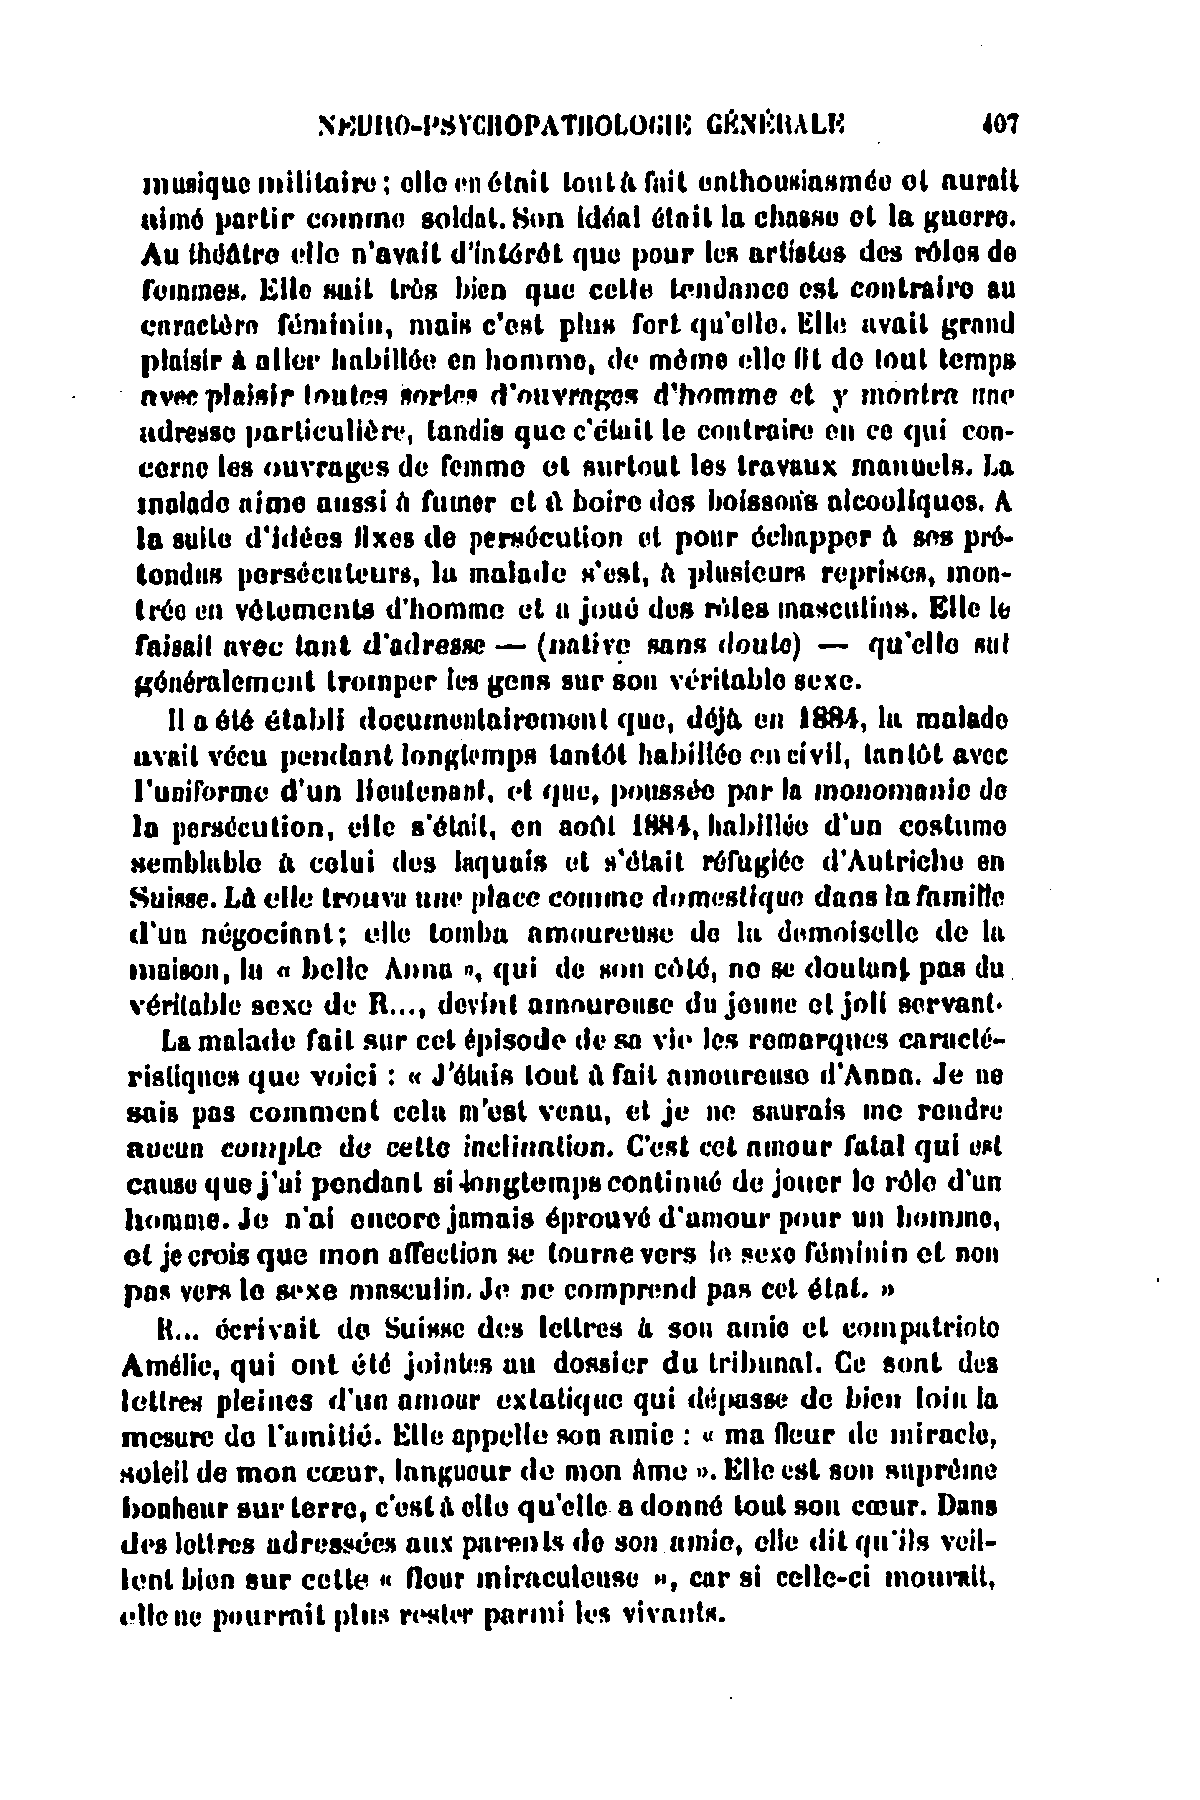 NEURO-PSYCHOPATHOLOGIE GÉNÉRALE 407
musique militaire ; elle en était tout à fait enthousiasmée et aurait
aimé partir comme soldat. Son idéal était la chasse et la guerre.
Au théâtre elle n'avait d'intérêt que pour les artistes des rôles de
femmes. Elle sait très bien que cette tendance est contraire au
caractère féminin, mais c'est plus fort qu'elle. Elle avait grand
plaisir à aller habillée en homme, de même elle fit de tout temps
avec plaisir toutes sortes d'ouvrages d'homme et y montra une
adresse particulière, tandis que c'était le contraire en ce qui con-
cerne les ouvrages de femme et surtout les travaux manuels. La
malade aime aussi à fumer et à boire des boissons alcooliques. A
la suite d'idées fixes de persécution et pour échapper à ses pré-
tendus persécuteurs, la malade s'est, à plusieurs reprises, mon-
trée en vêtements d'homme et a joué des rôles masculins. Elle le
faisait avec tant d'adresse — (native sans doute) — qu'elle sut
généralement tromper les gens sur son véritable sexe.
Il a été établi documentairement que, déjà en 1884, la malade
avait vécu pendant longtemps tantôt habillée en civil, tantôt avec
l'uniforme d'un lieutenant, et que, poussée par la monomanie de
la persécution, elle s'était, en août 1884, habillée d'un costume
semblable à celui des laquais et s'était réfugiée d'Autriche en
Suisse. Là elle trouva une place comme domestique dans la famille
d'un négociant ; elle tomba amoureuse de la demoiselle de la
maison, la « belle Anna », qui de son côté, ne se doutant pas du
véritable sexe de R..., devint amoureuse du jeune et joli servant.
La malade fait sur cet épisode de sa vie les remarques caracté-
ristiques que voici : « J'étais tout à fait amoureuse d'Anna. Je ne
sais pas comment cela m'est venu, et je ne saurais me rendre
aucun compte de cette inclination. C'est cet amour fatal qui est
cause que j'ai pendant si longtemps continué de jouer le rôle d'un
homme. Je n'ai encore jamais éprouvé d'amour pour un homme,
et je crois que mon affection se tourne vers le sexe féminin et non
pas vers le sexe masculin. Je ne comprend pas cet état. »
R... écrivait de Suisse des lettres à son amie et compatriote
Amélie, qui ont été jointes au dossier du tribunal. Ce sont des
lettres pleines d'un amour extatique qui dépasse de bien loin la
mesure de l'amitié. Elle appelle son amie : « ma fleur de miracle,
soleil de mon cœur, langueur de mon âme ». Elle est son suprême
bonheur sur terre, c'est à elle qu'elle a donné tout son cœur. Dans
des lettres adressées aux parents de son amie, elle dit qu'ils veil-
lent bien sur cette « fleur miraculeuse », car si celle-ci mourait,
elle ne pourrait plus rester parmi les vivants.